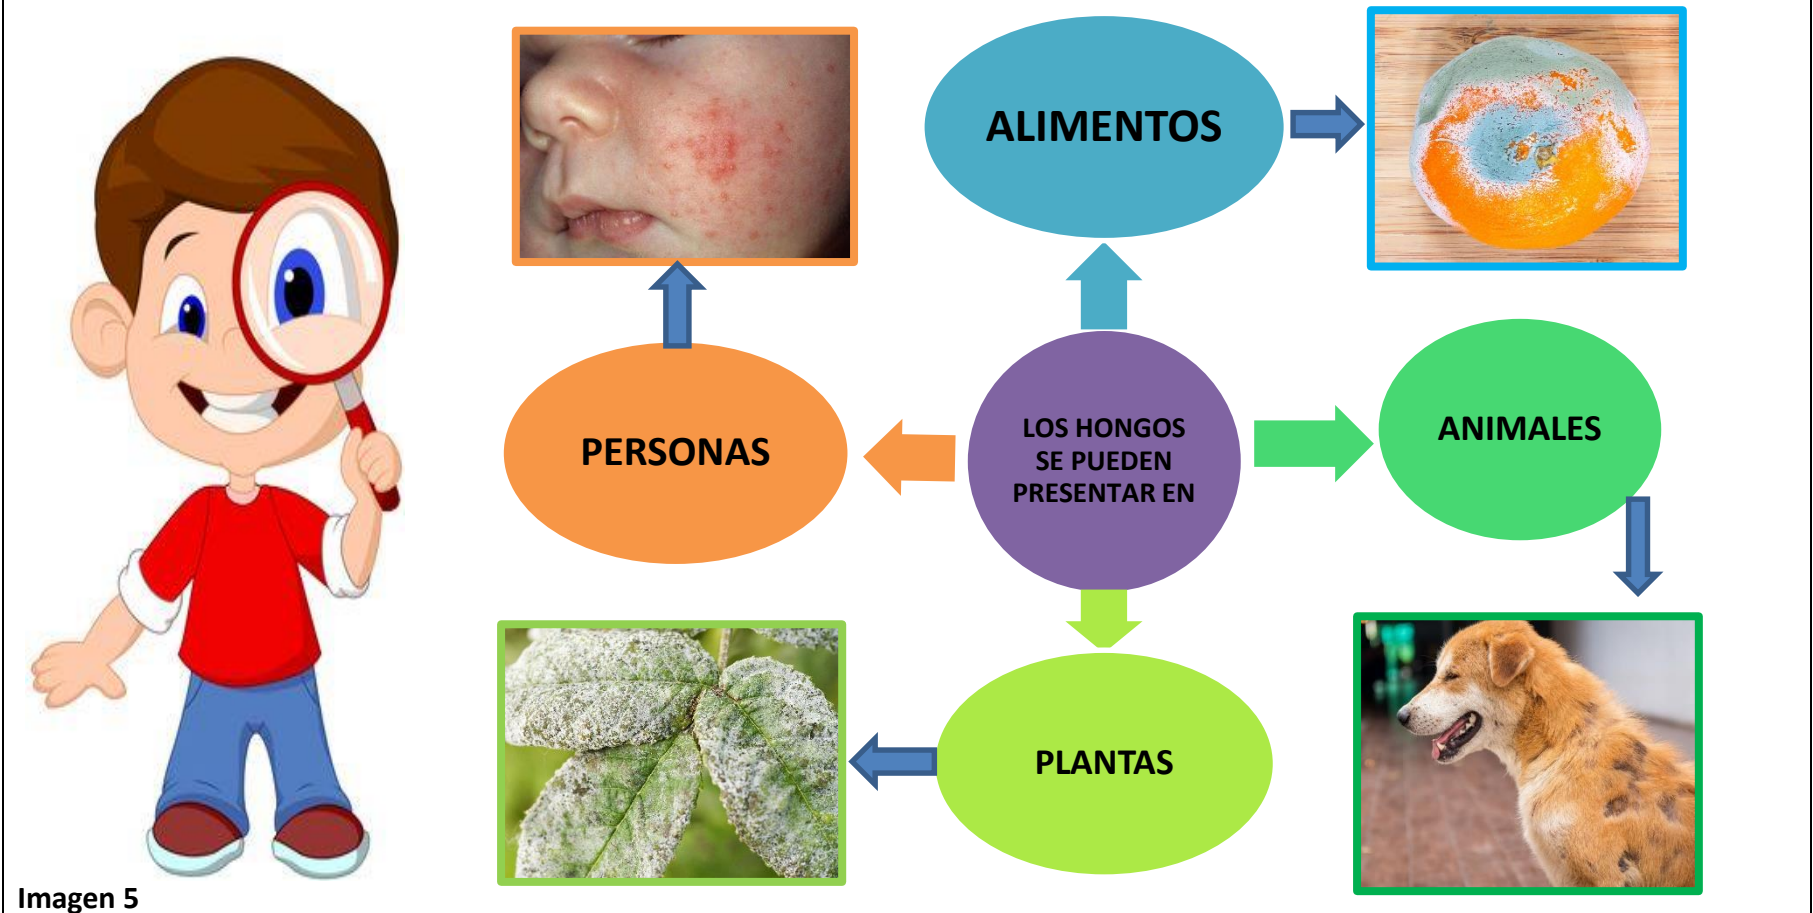 ALIMENTOS
PERSONAS
LOS HONGOS
SE PUEDEN
PRESENTAR EN
ANIMALES
PLANTAS
Imagen 5